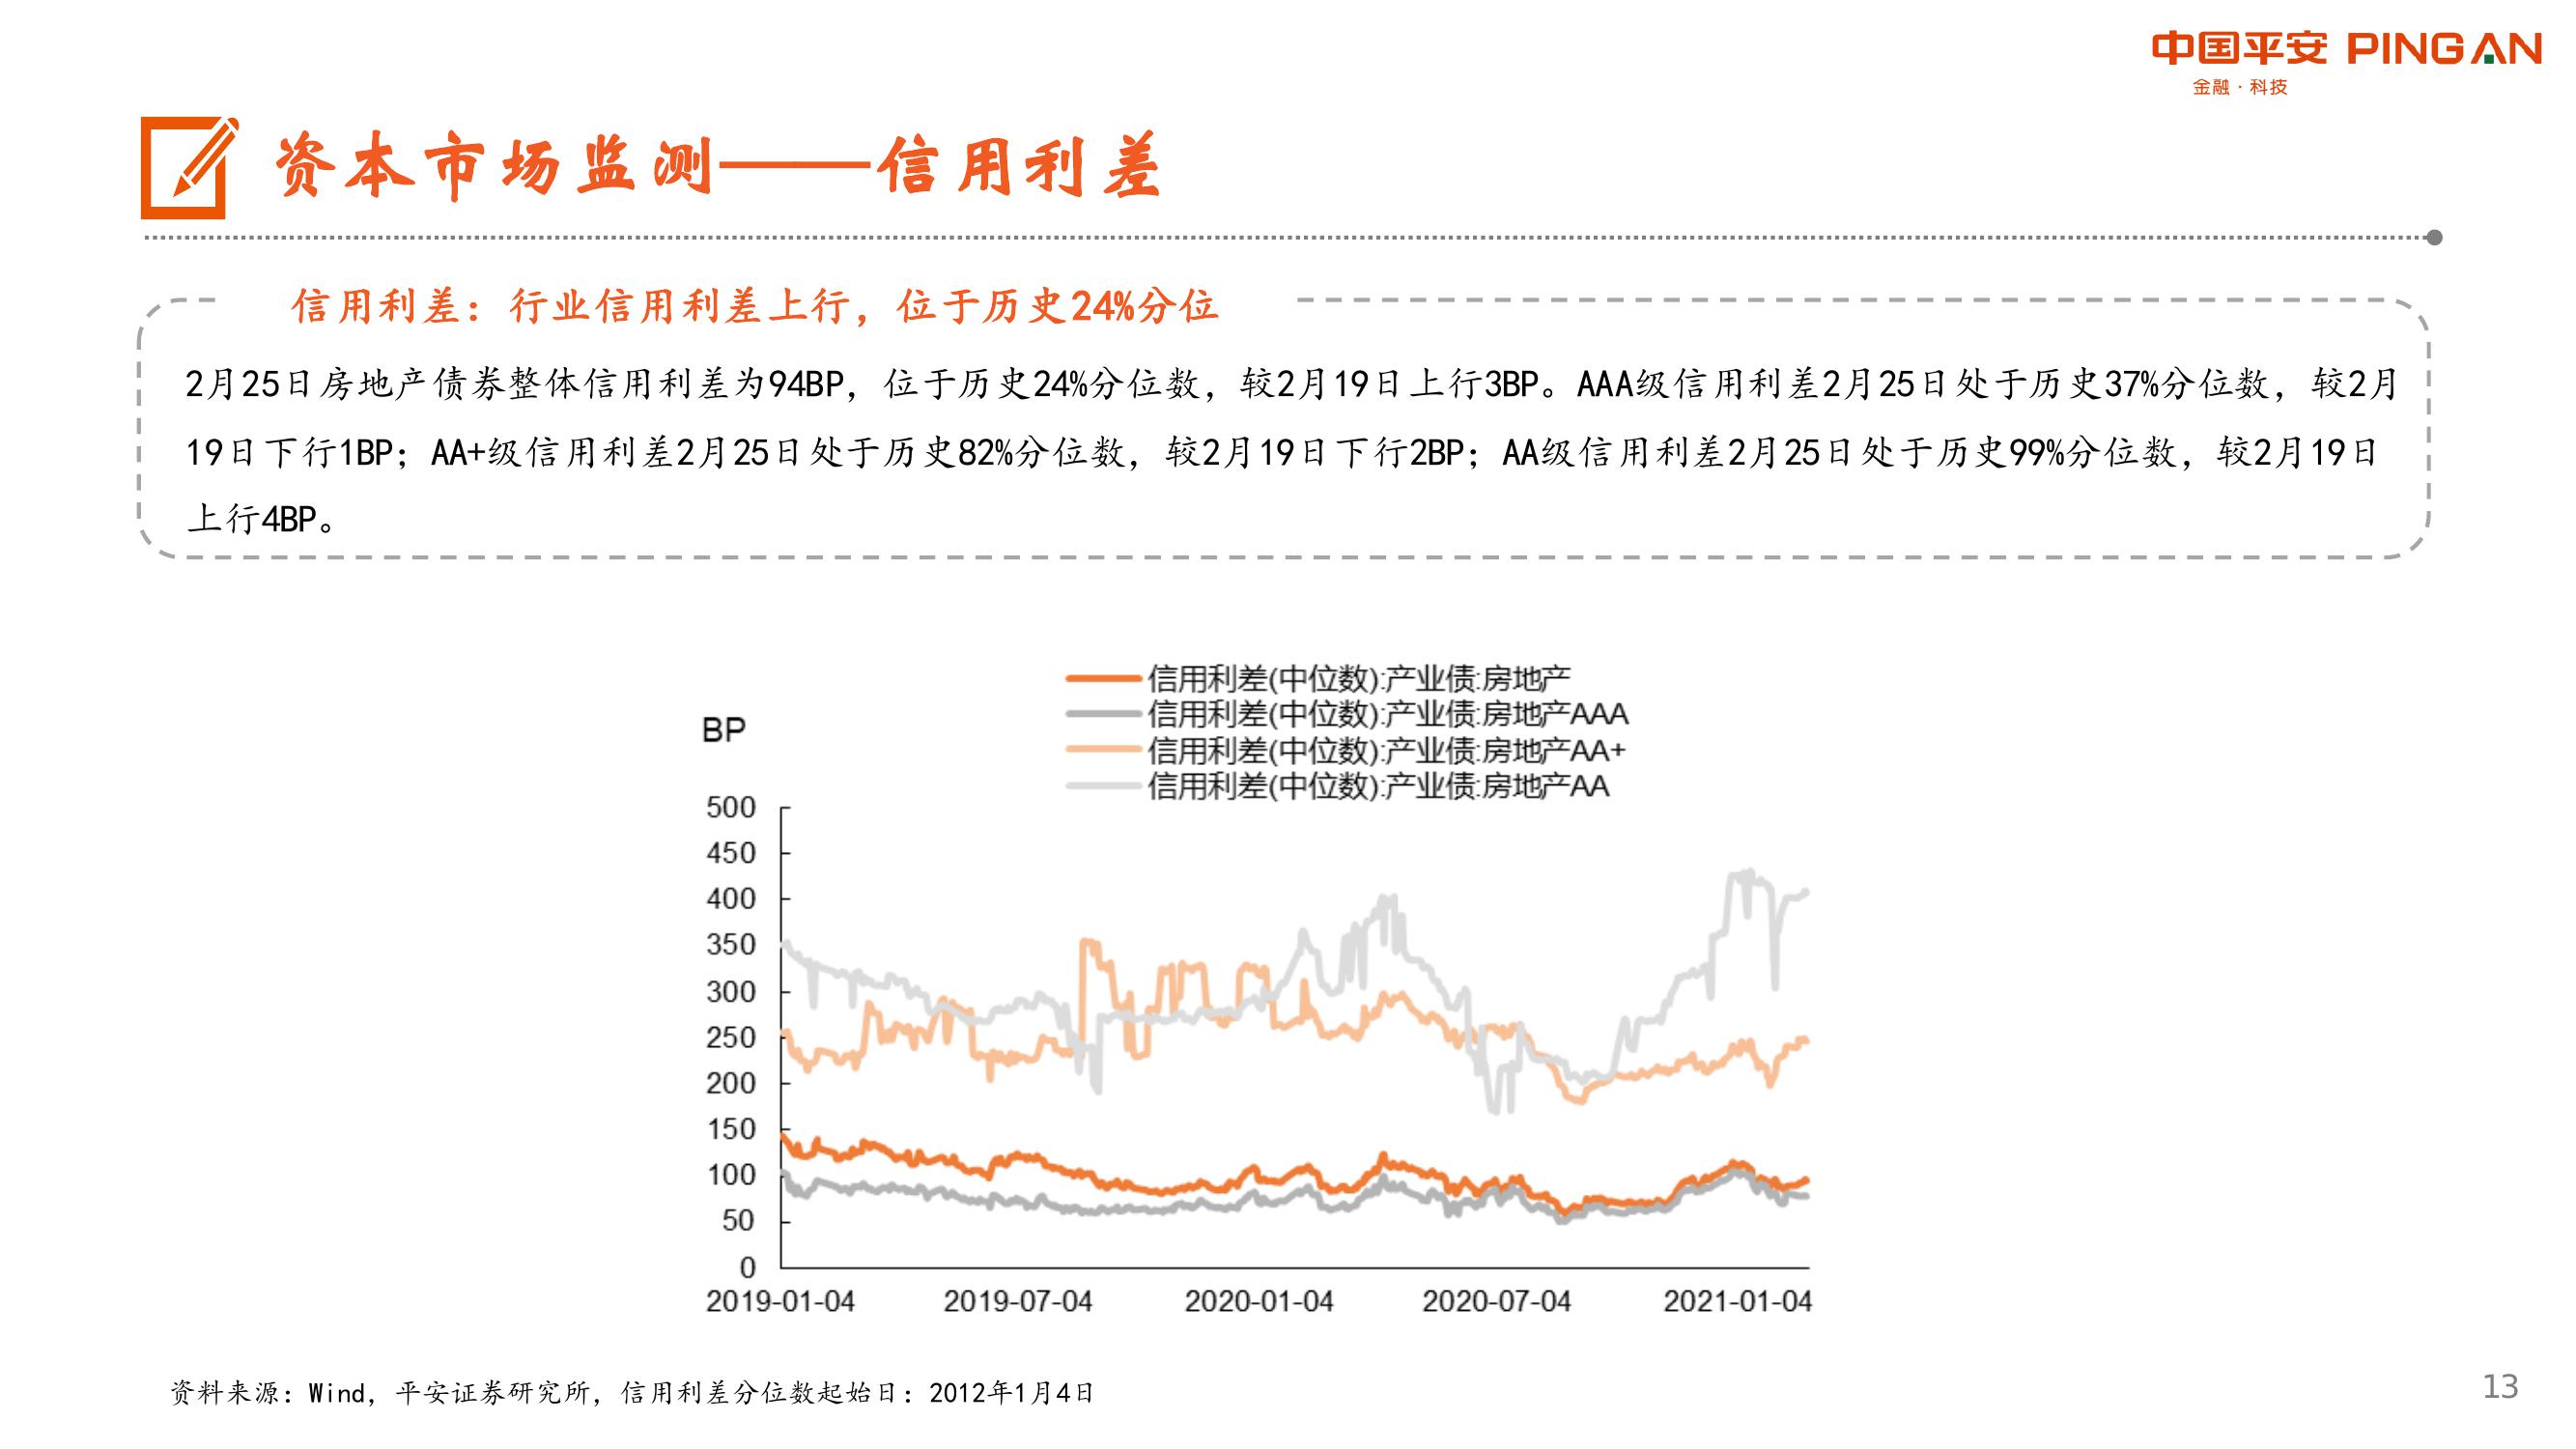 中国平安 PINGAN
金融·科技
资本市场监测——信用利差
信用利差：行业信用利差上行，位于历史24%分位
2月25日房地产债券整体信用利差为94BP，位于历史24%分位数，较2月19日上行3BP。AAA级信用利差2月25日处于历史37%分位数，较2月
19日下行1BP；AA+级信用利差2月25日处于历史82%分位数，较2月19日下行2BP；AA级信用利差2月25日处于历史99%分位数，较2月19日
上行4BP。
信用利差(中位数):产业债:房地产
信用利差(中位数):产业债:房地产AAA
信用利差(中位数):产业债:房地产AA+
信用利差(中位数):产业债:房地产AA
BP
500
450
400
350
300
250
200
150
100
50
0
2019-01-04 2019-07-04 2020-01-04 2020-07-04 2021-01-04
资料来源：Wind，平安证券研究所，信用利差分位数起始日：2012年1月4日
13